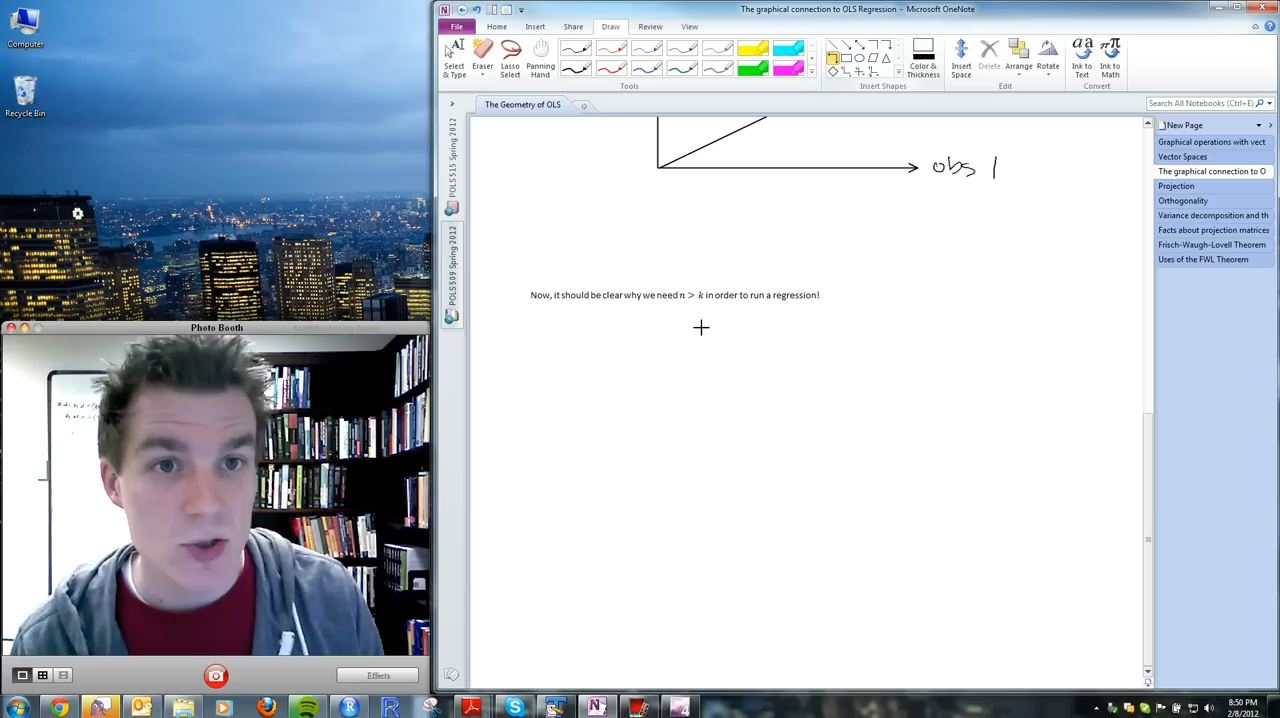 The graphical connection to OLS Regression - Microsoft OneNote
Computer
Recycle Bin
File Home Insert Share Draw Review View
Select & Type
Eraser
Lasso Select
Panning Hand
Color & Thickness
Insert Space
Delete
Arrange
Rotate
Ink to Text
Ink to Math
Tools
Insert Shapes
Edit
Convert
The Geometry of OLS
Search All Notebooks (Ctrl+E)
POLS 515 Spring 2012
POLS 509 Spring 2012
New Page
Graphical operations with vect
Vector Spaces
The graphical connection to O
Projection
Orthogonality
Variance decomposition and th
Facts about projection matrices
Frisch-Waugh-Lovell Theorem
Uses of the FWL Theorem
obs 1
Now, it should be clear why we need n > k in order to run a regression!
Photo Booth
Effects
8:50 PM
2/8/2012